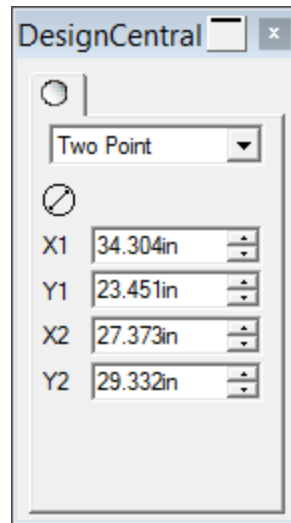 DesignCentral
Two Point
X1 34.304in
Y1 23.451in
X2 27.373in
Y2 29.332in